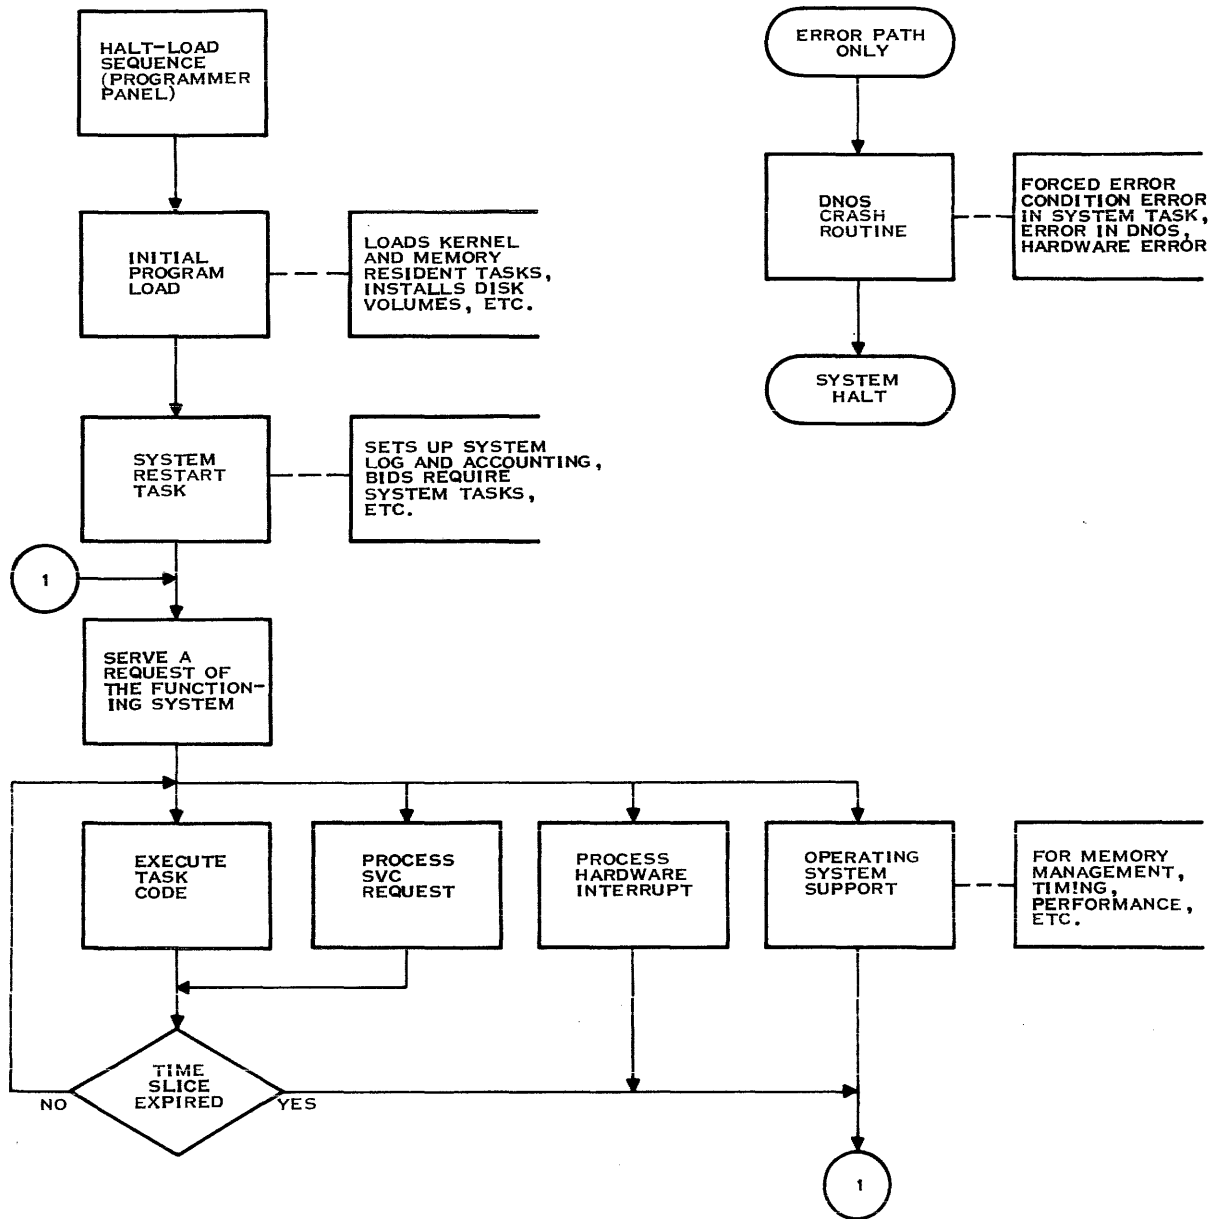 HALT-LOAD
SEQUENCE
(PROGRAMMER
PANEL)
INITIAL
PROGRAM
LOAD
LOADS KERNEL
AND MEMORY
RESIDENT TASKS,
INSTALLS DISK
VOLUMES, ETC.
SYSTEM
RESTART
TASK
SETS UP SYSTEM
LOG AND ACCOUNTING,
BIDS REQUIRE
SYSTEM TASKS,
ETC.
1
SERVE A
REQUEST OF
THE FUNCTION-
ING SYSTEM
EXECUTE
TASK
CODE
PROCESS
SVC
REQUEST
PROCESS
HARDWARE
INTERRUPT
OPERATING
SYSTEM
SUPPORT
FOR MEMORY
MANAGEMENT,
TIMING,
PERFORMANCE,
ETC.
TIME
SLICE
EXPIRED
NO
YES
1
ERROR PATH
ONLY
DNOS
CRASH
ROUTINE
FORCED ERROR
CONDITION ERROR
IN SYSTEM TASK,
ERROR IN DNOS,
HARDWARE ERROR
SYSTEM
HALT